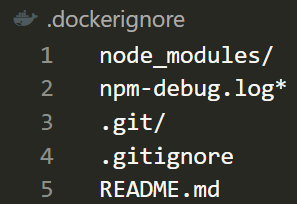 .dockerignore
1 node_modules/
2 npm-debug.log*
3 .git/
4 .gitignore
5 README.md